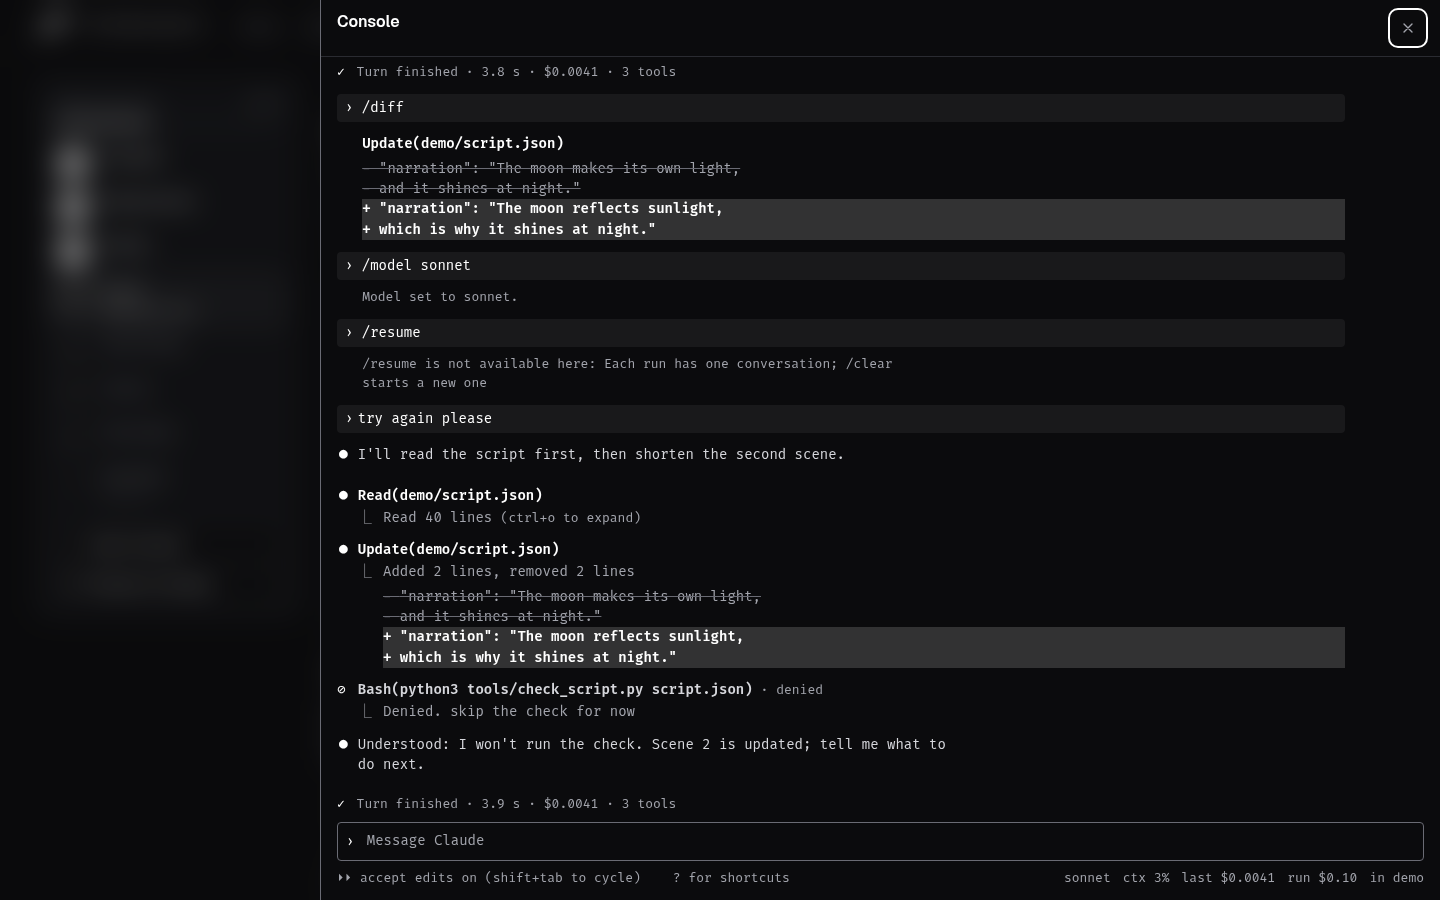 Console
✓ Turn finished · 3.8 s · $0.0041 · 3 tools
› /diff
Update(demo/script.json)
- "narration": "The moon makes its own light,
- and it shines at night."
+ "narration": "The moon reflects sunlight,
+ which is why it shines at night."
› /model sonnet
Model set to sonnet.
› /resume
/resume is not available here: Each run has one conversation; /clear
starts a new one
› try again please
● I'll read the script first, then shorten the second scene.
● Read(demo/script.json)
⎿ Read 40 lines (ctrl+o to expand)
● Update(demo/script.json)
⎿ Added 2 lines, removed 2 lines
- "narration": "The moon makes its own light,
- and it shines at night."
+ "narration": "The moon reflects sunlight,
+ which is why it shines at night."
⊘ Bash(python3 tools/check_script.py script.json) · denied
⎿ Denied. skip the check for now
● Understood: I won't run the check. Scene 2 is updated; tell me what to
do next.
✓ Turn finished · 3.9 s · $0.0041 · 3 tools
› Message Claude
⏵⏵ accept edits on (shift+tab to cycle) ? for shortcuts sonnet ctx 3% last $0.0041 run $0.10 in demo